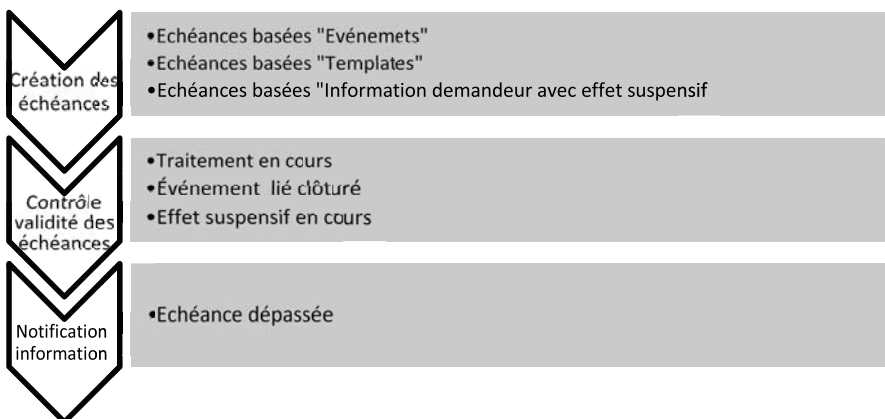 Création des
échéances
•Echéances basées "Evénemets"
•Echéances basées "Templates"
•Echéances basées "Information demandeur avec effet suspensif
Contrôle
validité des
échéances
•Traitement en cours
•Événement lié clôturé
•Effet suspensif en cours
Notification
information
•Echéance dépassée